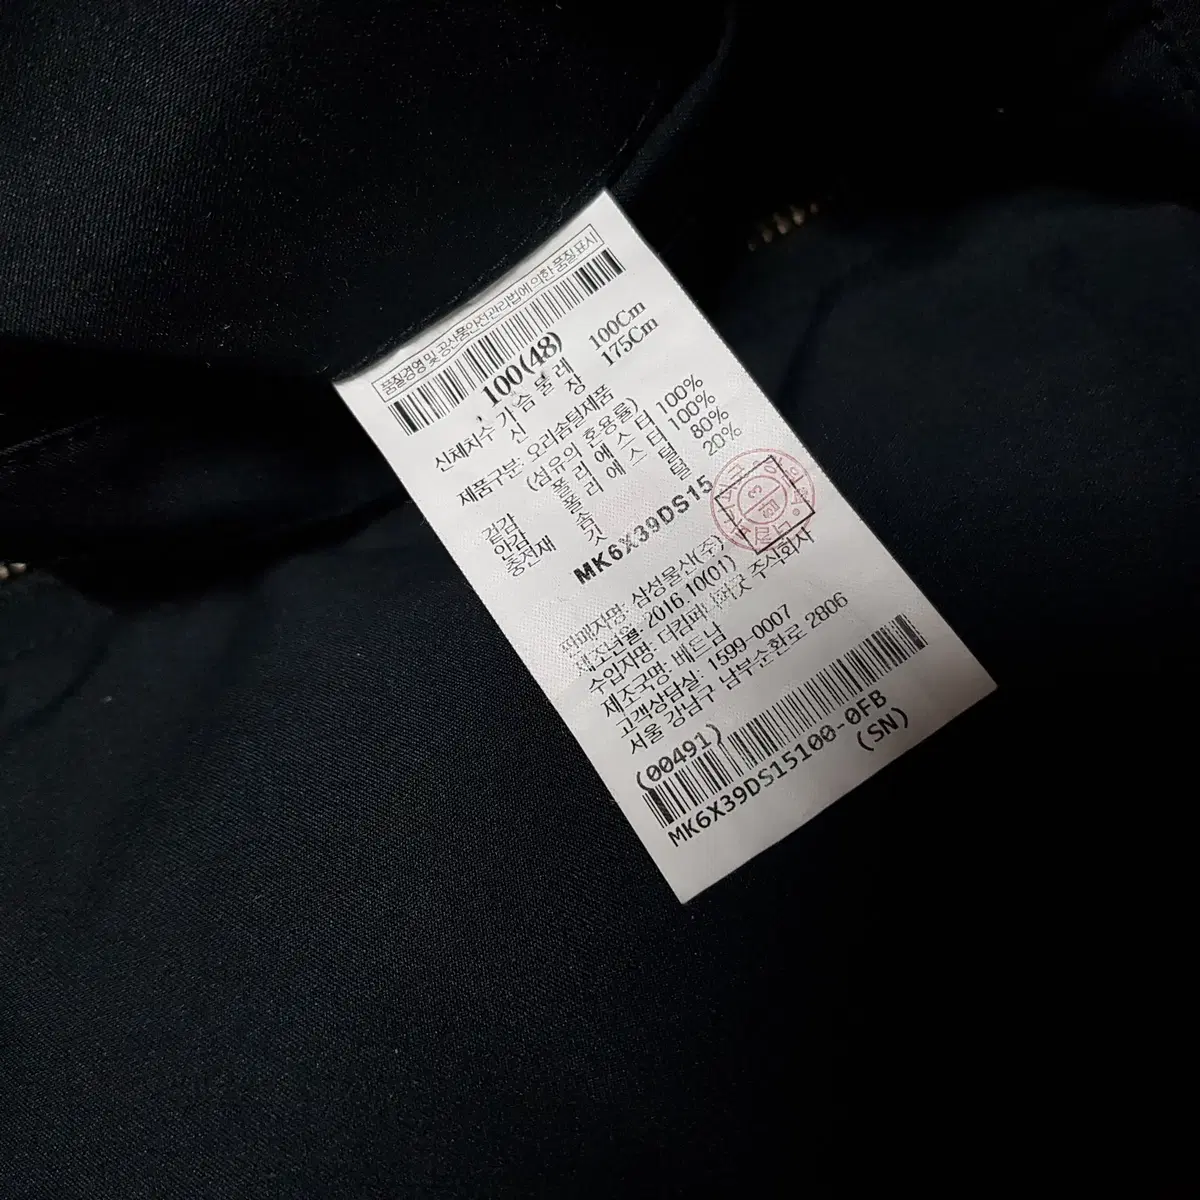 품질경영 및 공산품안전관리법에 의한 품질표시
100(48)
신체치수 가슴둘레 100Cm
신 장 175Cm
제품구분: 오리솜털제품
(섬유의 혼용율)
겉감 폴리에스터 100%
안감 폴리에스터 100%
충전재 솜털 80%
깃털 20%
MK6X39DS15
판매자명: 삼성물산(주)
제조년월: 2016.10(01)
수입자명: 더컴퍼 주식회사
제조국명: 베트남
고객상담실: 1599-0007
서울 강남구 남부순환로 2806
(00491)
MK6X39DS15100-0FB
(SN)